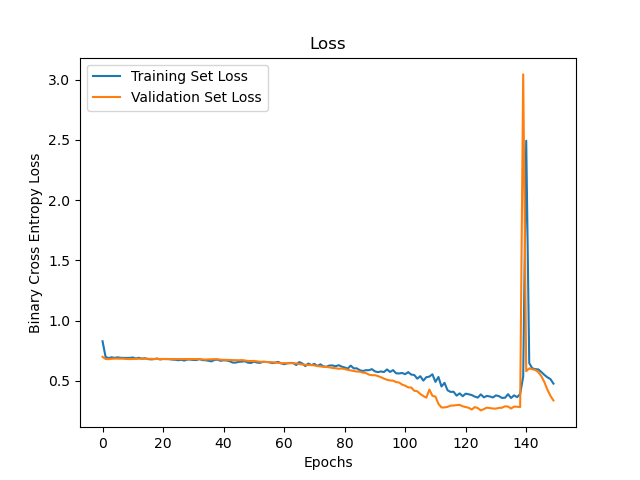 Loss
Training Set Loss
Validation Set Loss
Binary Cross Entropy Loss
3.0
2.5
2.0
1.5
1.0
0.5
0 20 40 60 80 100 120 140
Epochs